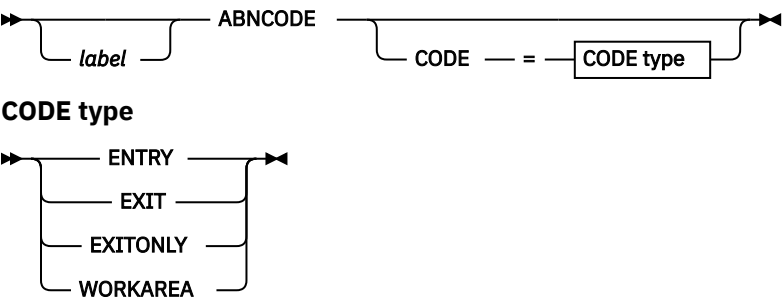 ABNCODE
label
CODE = CODE type
CODE type
ENTRY
EXIT
EXITONLY
WORKAREA